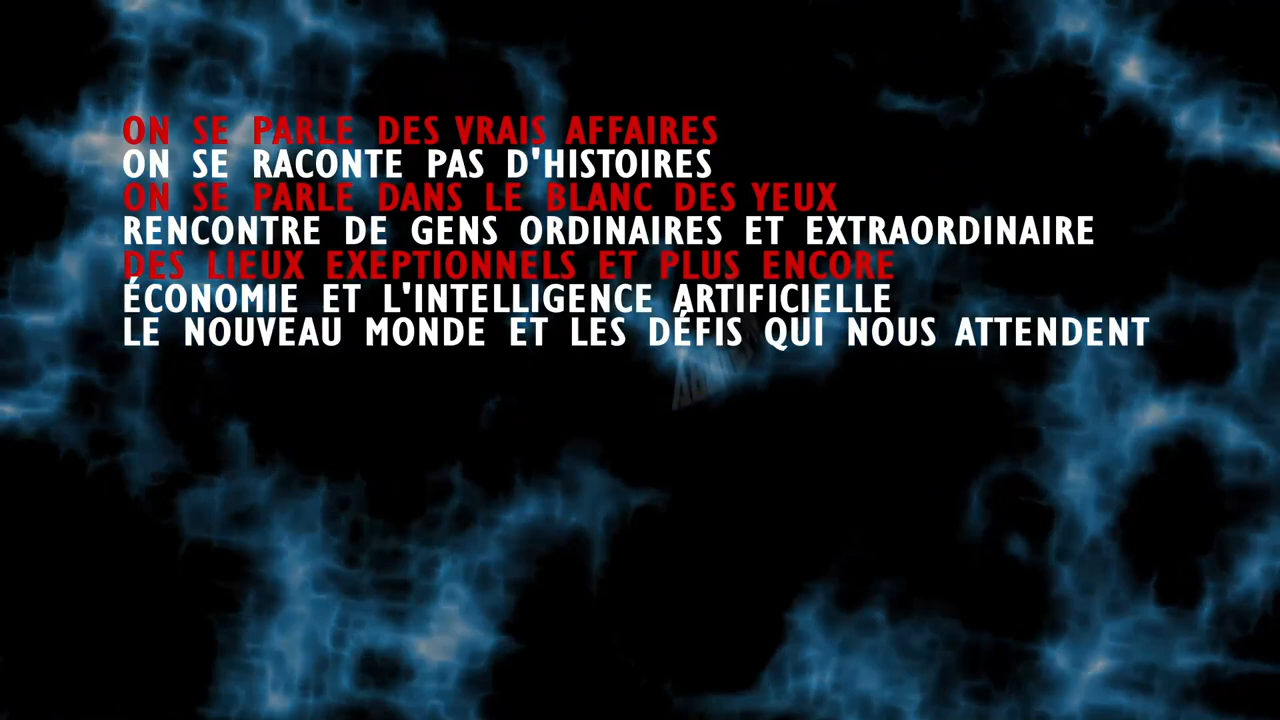 ON SE PARLE DES VRAIS AFFAIRES
ON SE RACONTE PAS D'HISTOIRES
ON SE PARLE DANS LE BLANC DES YEUX
RENCONTRE DE GENS ORDINAIRES ET EXTRAORDINAIRE
DES LIEUX EXEPTIONNELS ET PLUS ENCORE
ÉCONOMIE ET L'INTELLIGENCE ARTIFICIELLE
LE NOUVEAU MONDE ET LES DÉFIS QUI NOUS ATTENDENT